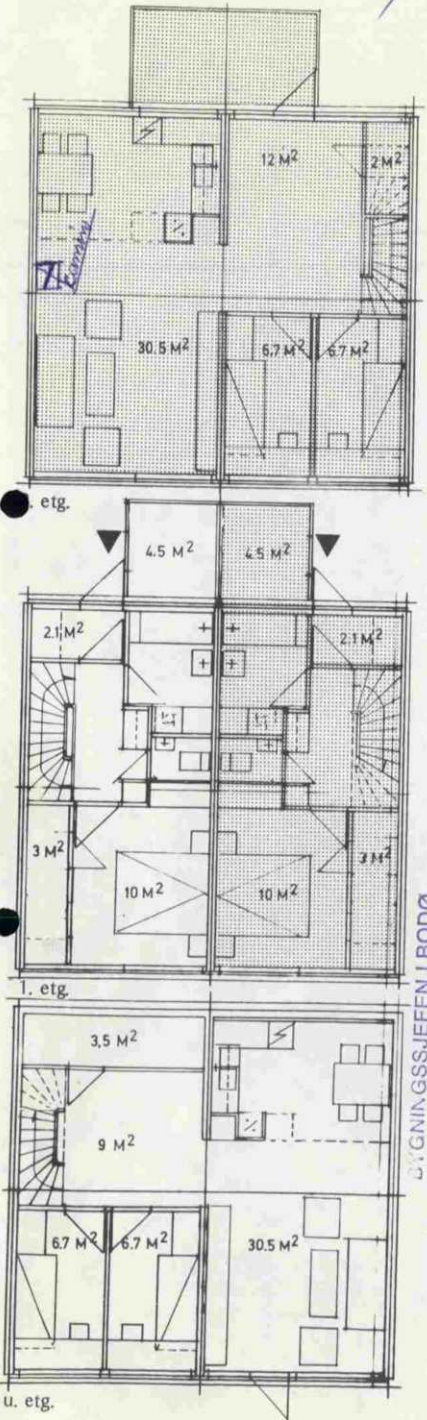 12 M²
2 M²
kamin
30.5 M²
6.7 M²
6.7 M²
. etg.
4.5 M²
4.5 M²
2.1 M²
2.1 M²
3 M²
10 M²
10 M²
3 M²
1. etg.
3,5 M²
9 M²
6.7 M²
6.7 M²
30.5 M²
u. etg.
BYGNINGSSJEFEN I BODØ